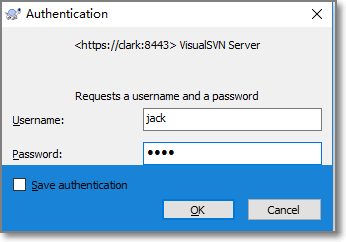 Authentication
<https://clark:8443> VisualSVN Server
Requests a username and a password
Username:
jack
Password:
●●●●
Save authentication
OK
Cancel